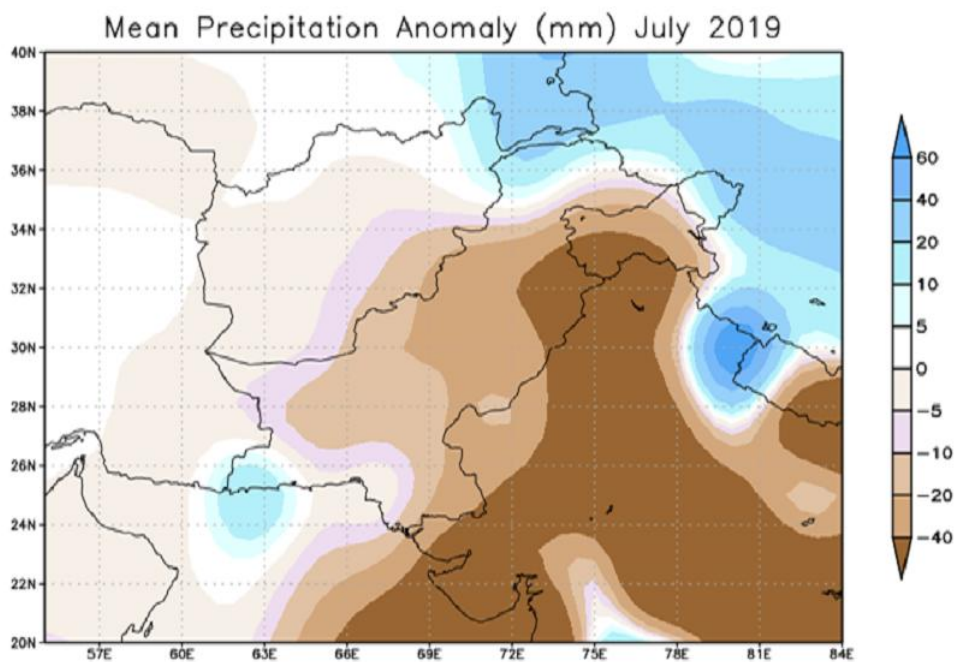 Mean Precipitation Anomaly (mm) July 2019
40N
38N
36N
34N
32N
30N
28N
26N
24N
22N
20N
57E 60E 63E 66E 69E 72E 75E 78E 81E 84E
60
40
20
10
5
0
-5
-10
-20
-40